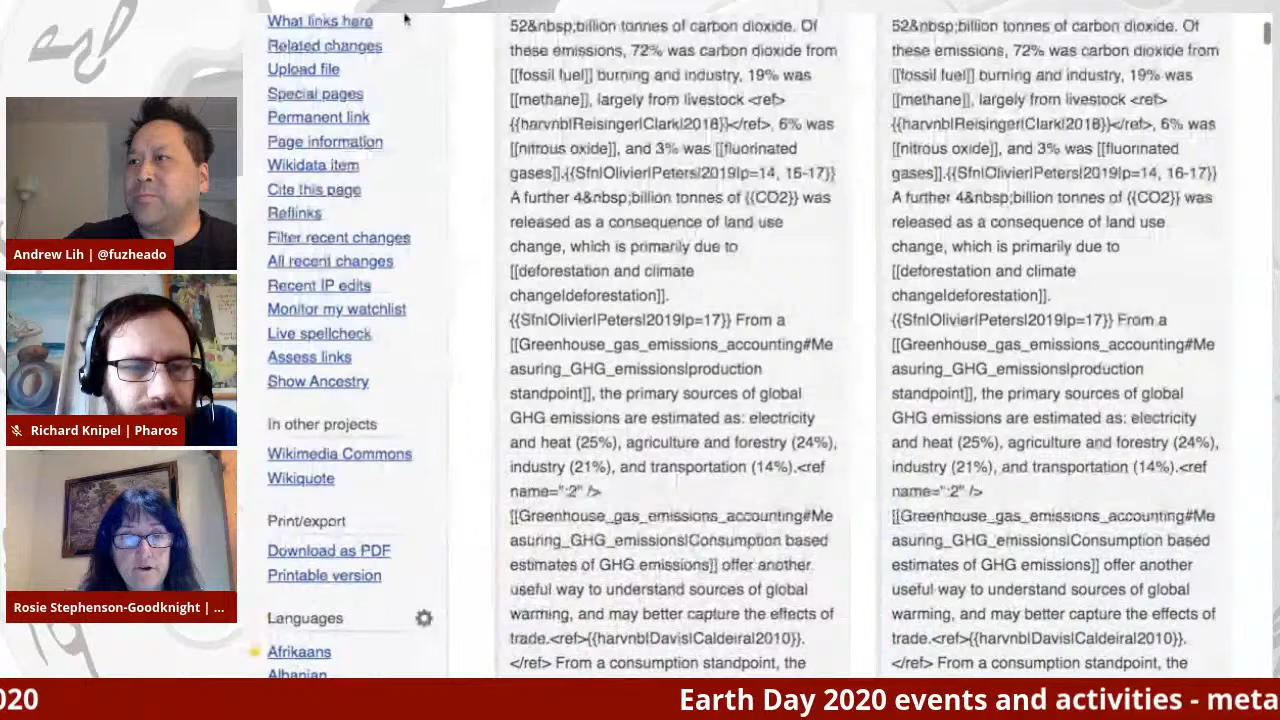 Andrew Lih | @fuzheado
Richard Knipel | Pharos
Rosie Stephenson-Goodknight | ...
What links here
Related changes
Upload file
Special pages
Permanent link
Page information
Wikidata item
Cite this page
Reflinks
Filter recent changes
All recent changes
Recent IP edits
Monitor my watchlist
Live spellcheck
Assess links
Show Ancestry
In other projects
Wikimedia Commons
Wikiquote
Print/export
Download as PDF
Printable version
Languages
Afrikaans
Albanian
52&nbsp;billion tonnes of carbon dioxide. Of
these emissions, 72% was carbon dioxide from
[[fossil fuel]] burning and industry, 19% was
[[methane]], largely from livestock <ref>
{{harvnb|Reisinger|Clark|2018}}</ref>, 6% was
[[nitrous oxide]], and 3% was [[fluorinated
gases]].{{Sfn|Olivier|Peters|2019|p=14, 16-17}}
A further 4&nbsp;billion tonnes of {{CO2}} was
released as a consequence of land use
change, which is primarily due to
[[deforestation and climate
change|deforestation]].
{{Sfn|Olivier|Peters|2019|p=17}} From a
[[Greenhouse_gas_emissions_accounting#Me
asuring_GHG_emissions|production
standpoint]], the primary sources of global
GHG emissions are estimated as: electricity
and heat (25%), agriculture and forestry (24%),
industry (21%), and transportation (14%).<ref
name=":2" />
[[Greenhouse_gas_emissions_accounting#Me
asuring_GHG_emissions|Consumption based
estimates of GHG emissions]] offer another
useful way to understand sources of global
warming, and may better capture the effects of
trade.<ref>{{harvnb|Davis|Caldeira|2010}}.
</ref> From a consumption standpoint, the
52&nbsp;billion tonnes of carbon dioxide. Of
these emissions, 72% was carbon dioxide from
[[fossil fuel]] burning and industry, 19% was
[[methane]], largely from livestock <ref>
{{harvnb|Reisinger|Clark|2018}}</ref>, 6% was
[[nitrous oxide]], and 3% was [[fluorinated
gases]].{{Sfn|Olivier|Peters|2019|p=14, 16-17}}
A further 4&nbsp;billion tonnes of {{CO2}} was
released as a consequence of land use
change, which is primarily due to
[[deforestation and climate
change|deforestation]].
{{Sfn|Olivier|Peters|2019|p=17}} From a
[[Greenhouse_gas_emissions_accounting#Me
asuring_GHG_emissions|production
standpoint]], the primary sources of global
GHG emissions are estimated as: electricity
and heat (25%), agriculture and forestry (24%),
industry (21%), and transportation (14%).<ref
name=":2" />
[[Greenhouse_gas_emissions_accounting#Me
asuring_GHG_emissions|Consumption based
estimates of GHG emissions]] offer another
useful way to understand sources of global
warming, and may better capture the effects of
trade.<ref>{{harvnb|Davis|Caldeira|2010}}.
</ref> From a consumption standpoint, the
020 Earth Day 2020 events and activities - meta